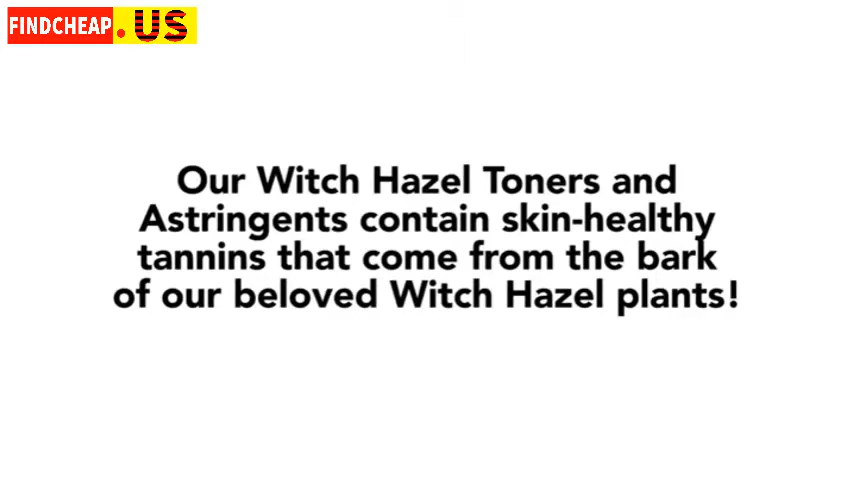 FINDCHEAP.US
Our Witch Hazel Toners and
Astringents contain skin-healthy
tannins that come from the bark
of our beloved Witch Hazel plants!